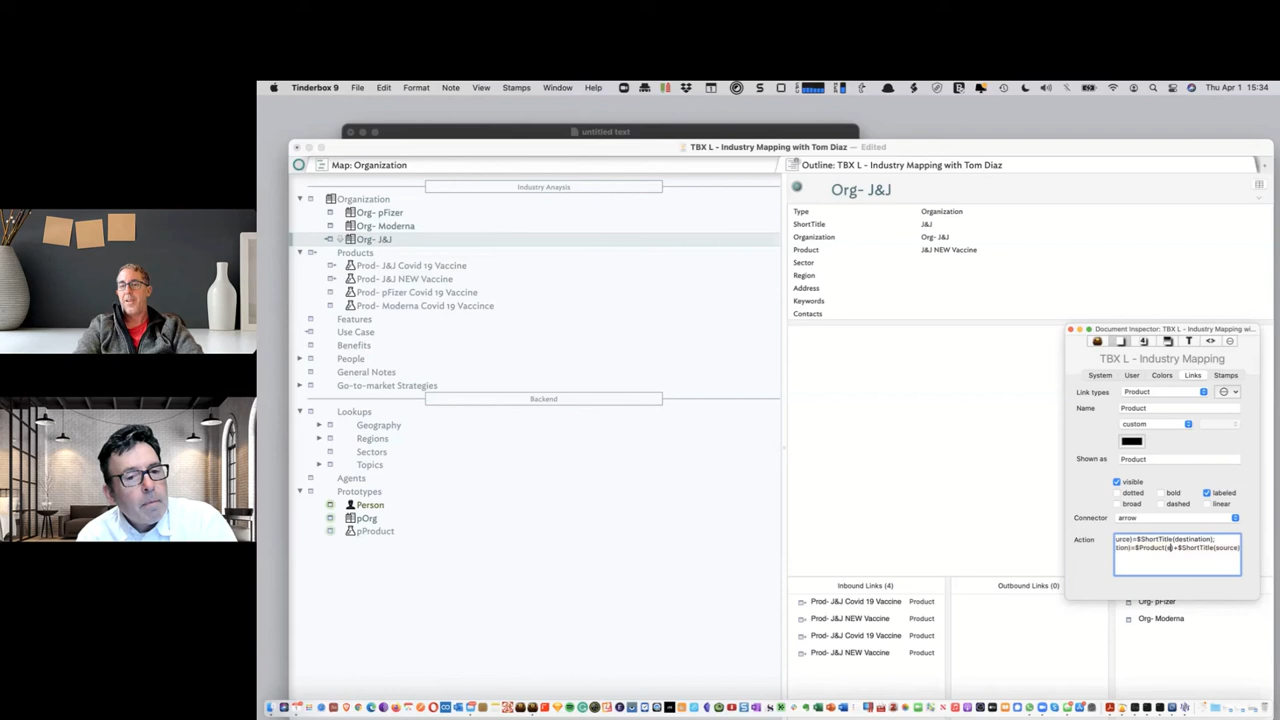 Tinderbox 9 File Edit Format Note View Stamps Window Help Thu Apr 1 15:34
untitled text
TBX L - Industry Mapping with Tom Diaz — Edited
Map: Organization
Outline: TBX L - Industry Mapping with Tom Diaz
Industry Anaysis
Organization
Org- pFizer
Org- Moderna
Org- J&J
Products
Prod- J&J Covid 19 Vaccine
Prod- J&J NEW Vaccine
Prod- pFizer Covid 19 Vaccine
Prod- Moderna Covid 19 Vaccince
Features
Use Case
Benefits
People
General Notes
Go-to-market Strategies
Backend
Lookups
Geography
Regions
Sectors
Topics
Agents
Prototypes
Person
pOrg
pProduct
Org- J&J
Type Organization
ShortTitle J&J
Organization Org- J&J
Product J&J NEW Vaccine
Sector
Region
Address
Keywords
Contacts
Document Inspector: TBX L - Industry Mapping wi...
TBX L - Industry Mapping
System User Colors Links Stamps
Link types Product
Name Product
custom
Shown as Product
visible
dotted bold labeled
broad dashed linear
Connector arrow
Action urce)=$ShortTitle(destination);
+$ShortTitle(source)
Inbound Links (4)
Prod- J&J Covid 19 Vaccine Product
Prod- J&J NEW Vaccine Product
Prod- J&J Covid 19 Vaccine Product
Prod- J&J NEW Vaccine Product
Outbound Links (0)
Org- pFizer
Org- Moderna